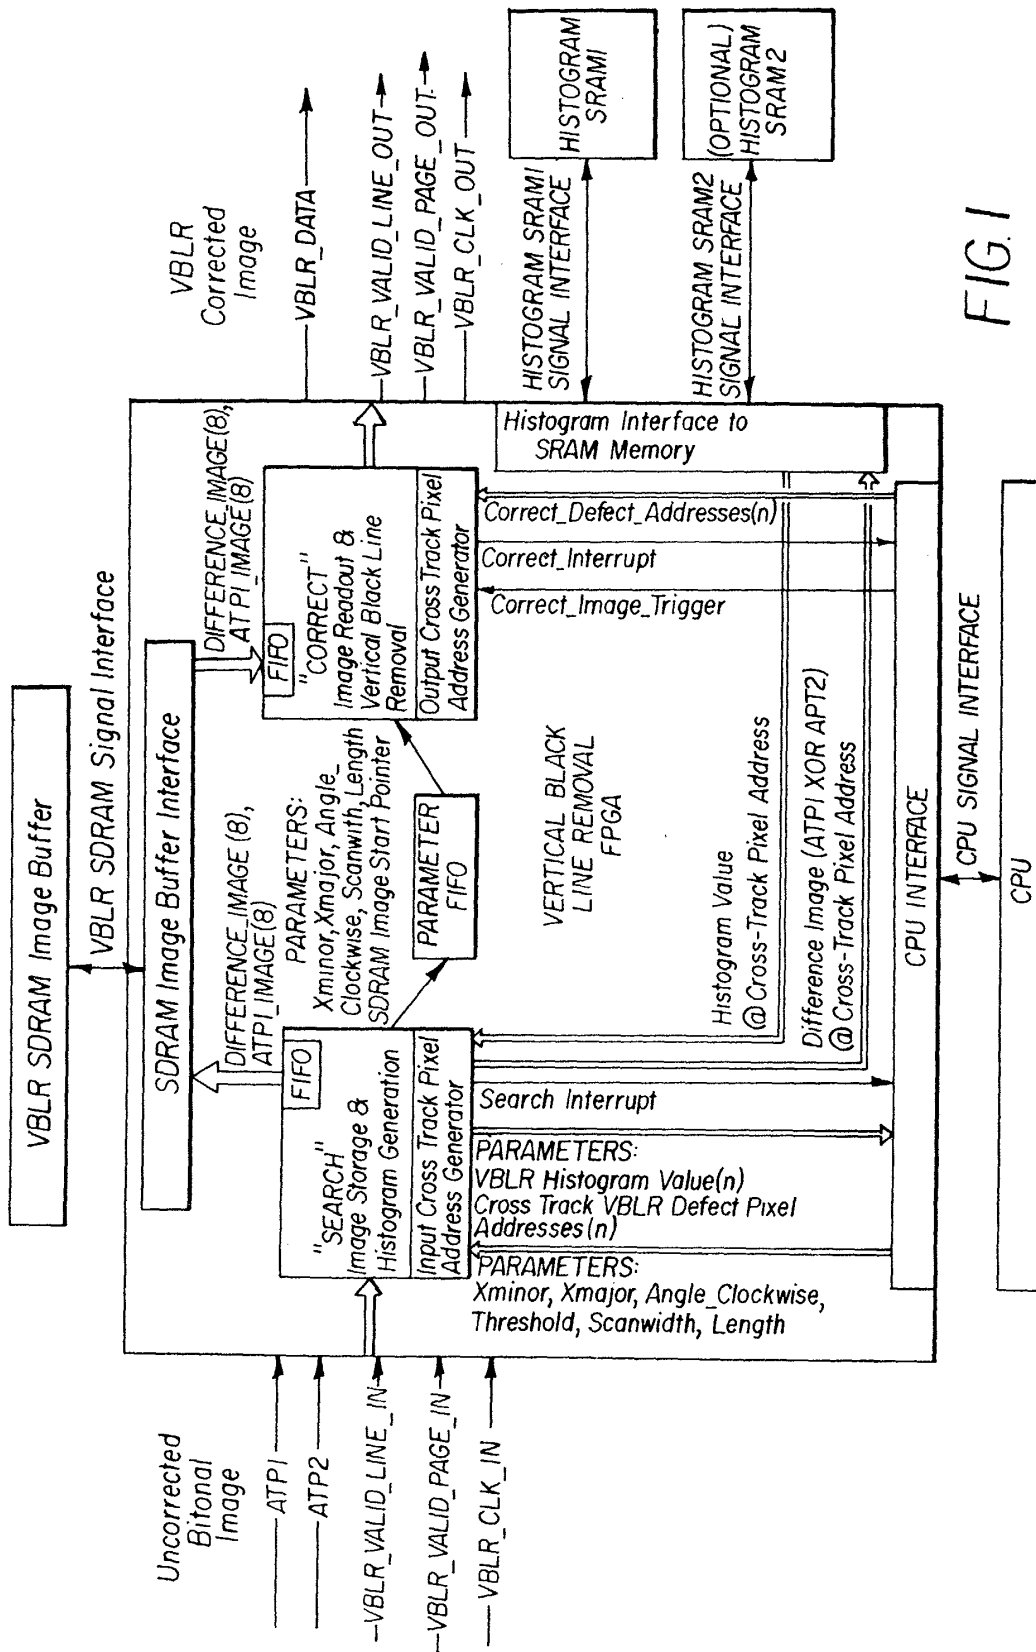 VBLR SDRAM Image Buffer
VBLR SDRAM Signal Interface
SDRAM Image Buffer Interface
Uncorrected
Bitonal
Image
ATP1
ATP2
VBLR_VALID_LINE_IN
VBLR_VALID_PAGE_IN
VBLR_CLK_IN
DIFFERENCE_IMAGE (8),
ATP1_IMAGE(8)
FIFO
"SEARCH"
Image Storage &
Histogram Generation
Input Cross Track Pixel
Address Generator
PARAMETERS:
Xminor,Xmajor, Angle_
Clockwise, Scanwith, Length
SDRAM Image Start Pointer
PARAMETER
FIFO
DIFFERENCE_IMAGE(8),
ATP1_IMAGE(8)
FIFO
"CORRECT"
Image Readout &
Vertical Black Line
Removal
Output Cross Track Pixel
Address Generator
VBLR
Corrected
Image
VBLR_DATA
VBLR_VALID_LINE_OUT
VBLR_VALID_PAGE_OUT
VBLR_CLK_OUT
VERTICAL BLACK
LINE REMOVAL
FPGA
Search Interrupt
PARAMETERS:
VBLR Histogram Value(n)
Cross Track VBLR Defect Pixel
Addresses(n)
PARAMETERS:
Xminor, Xmajor, Angle_Clockwise,
Threshold, Scanwidth, Length
Histogram Value
@Cross-Track Pixel Address
Difference Image (ATP1 XOR APT2)
@Cross-Track Pixel Address
Correct_Defect_Addresses(n)
Correct_Interrupt
Correct_Image_Trigger
Histogram Interface to
SRAM Memory
HISTOGRAM SRAM1
SIGNAL INTERFACE
HISTOGRAM
SRAM1
HISTOGRAM SRAM2
SIGNAL INTERFACE
(OPTIONAL)
HISTOGRAM
SRAM2
CPU INTERFACE
CPU SIGNAL INTERFACE
CPU
FIG. 1